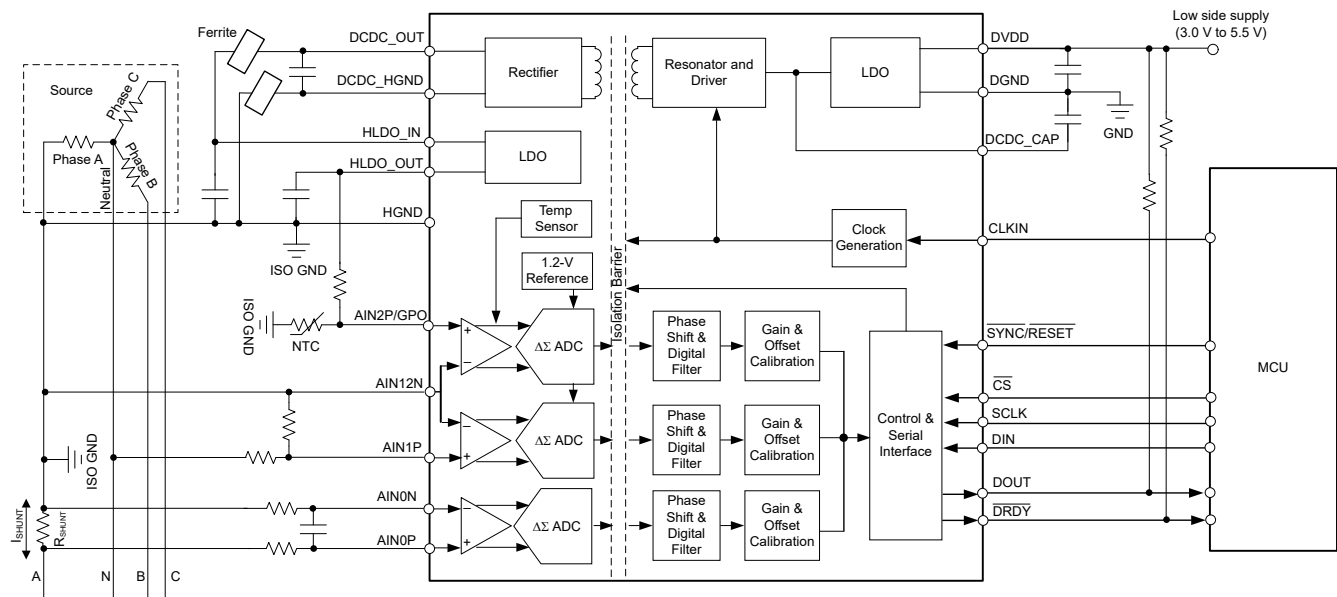 Ferrite
DCDC_OUT
DCDC_HGND
HLDO_IN
HLDO_OUT
HGND
Source
Phase C
Phase A
Phase B
Neutral
ISO GND
ISO GND
NTC
AIN2P/GPO
AIN12N
AIN1P
ISO GND
AIN0N
AIN0P
ISHUNT
RSHUNT
A
N
B
C
Rectifier
LDO
Temp
Sensor
1.2-V
Reference
+
−
ΔΣ ADC
−
+
ΔΣ ADC
−
+
ΔΣ ADC
Isolation Barrier
Resonator and
Driver
LDO
Clock
Generation
Phase
Shift &
Digital
Filter
Gain &
Offset
Calibration
Phase
Shift &
Digital
Filter
Gain &
Offset
Calibration
Phase
Shift &
Digital
Filter
Gain &
Offset
Calibration
Control &
Serial
Interface
DVDD
DGND
DCDC_CAP
GND
Low side supply
(3.0 V to 5.5 V)
CLKIN
SYNC/RESET
CS
SCLK
DIN
DOUT
DRDY
MCU